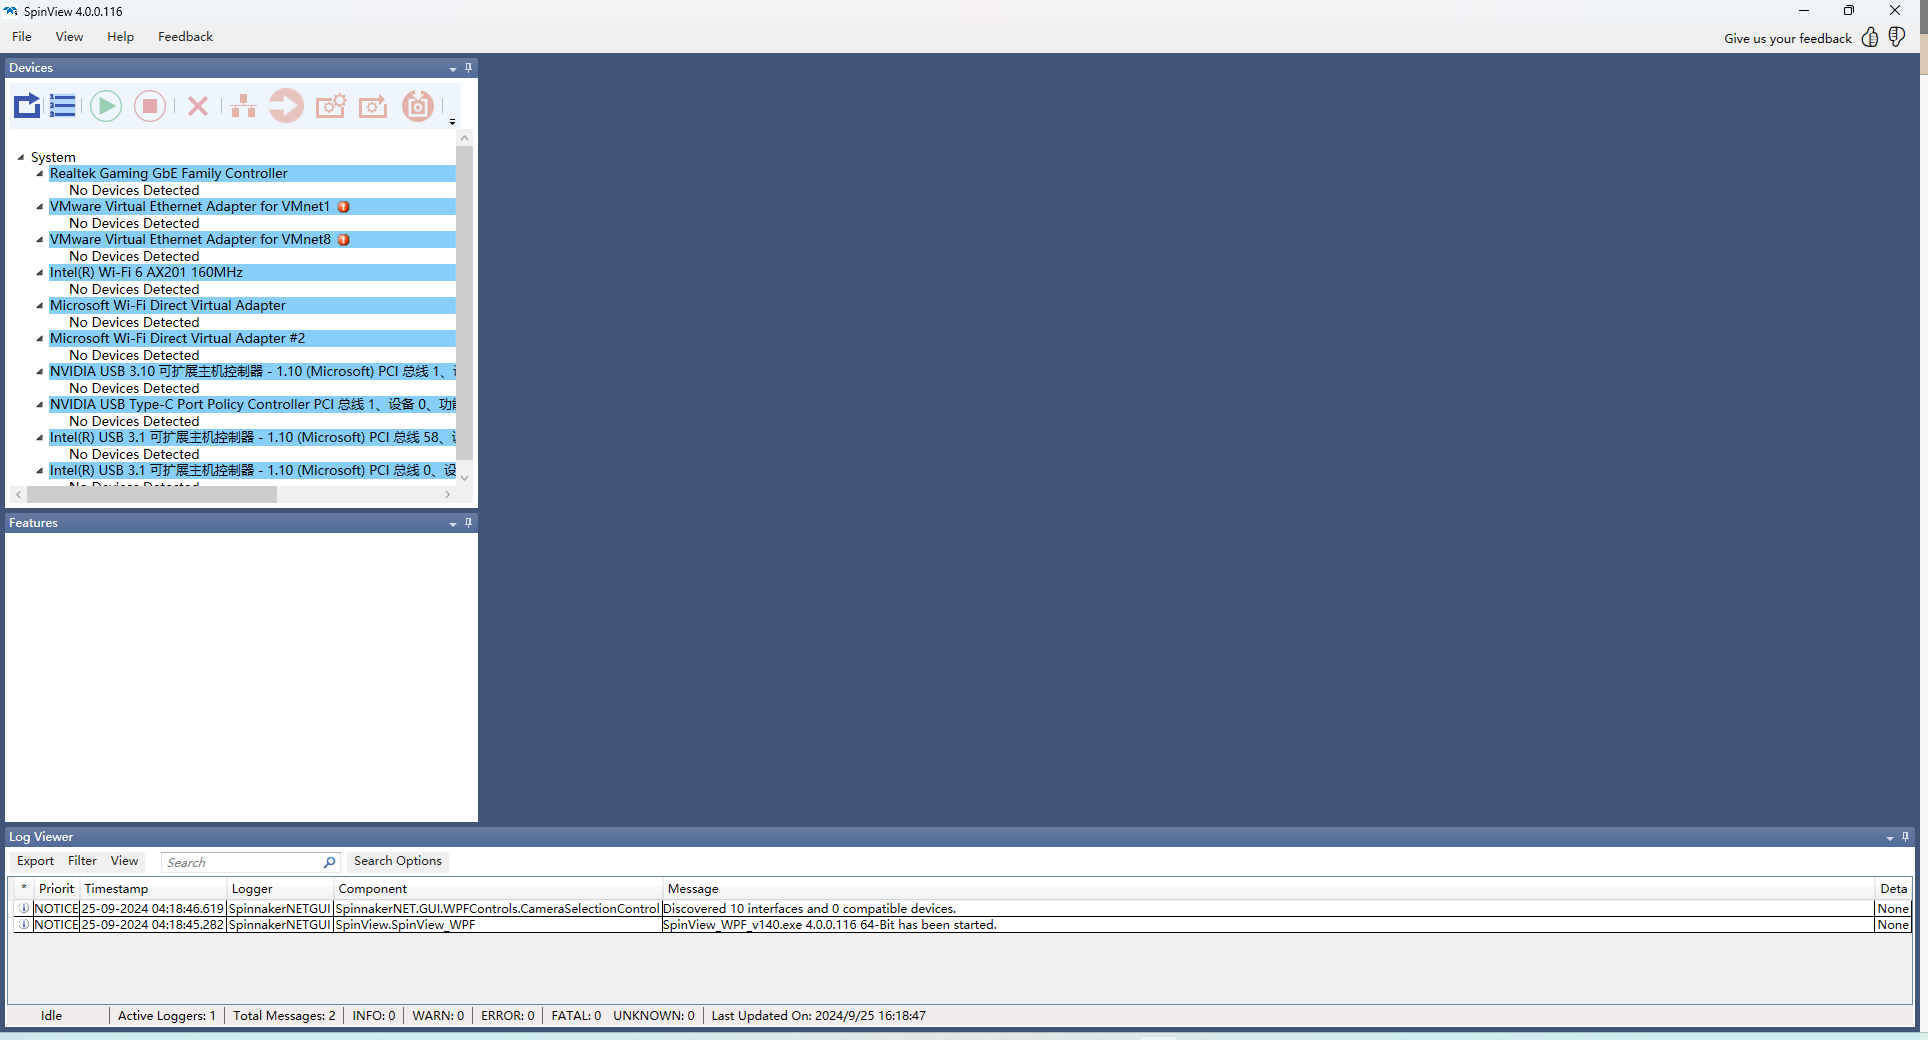 SpinView 4.0.0.116
File View Help Feedback
Give us your feedback
Devices
System
Realtek Gaming GbE Family Controller
No Devices Detected
VMware Virtual Ethernet Adapter for VMnet1
No Devices Detected
VMware Virtual Ethernet Adapter for VMnet8
No Devices Detected
Intel(R) Wi-Fi 6 AX201 160MHz
No Devices Detected
Microsoft Wi-Fi Direct Virtual Adapter
No Devices Detected
Microsoft Wi-Fi Direct Virtual Adapter #2
No Devices Detected
NVIDIA USB 3.10 可扩展主机控制器 - 1.10 (Microsoft) PCI 总线 1、
No Devices Detected
NVIDIA USB Type-C Port Policy Controller PCI 总线 1、设备 0、功
No Devices Detected
Intel(R) USB 3.1 可扩展主机控制器 - 1.10 (Microsoft) PCI 总线 58、
No Devices Detected
Intel(R) USB 3.1 可扩展主机控制器 - 1.10 (Microsoft) PCI 总线 0、设
No Devices Detected
Features
Log Viewer
Export Filter View Search Search Options
* Priorit Timestamp Logger Component Message Deta
NOTICE 25-09-2024 04:18:46.619 SpinnakerNETGUI SpinnakerNET.GUI.WPFControls.CameraSelectionControl Discovered 10 interfaces and 0 compatible devices. None
NOTICE 25-09-2024 04:18:45.282 SpinnakerNETGUI SpinView.SpinView_WPF SpinView_WPF_v140.exe 4.0.0.116 64-Bit has been started. None
Idle Active Loggers: 1 Total Messages: 2 INFO: 0 WARN: 0 ERROR: 0 FATAL: 0 UNKNOWN: 0 Last Updated On: 2024/9/25 16:18:47